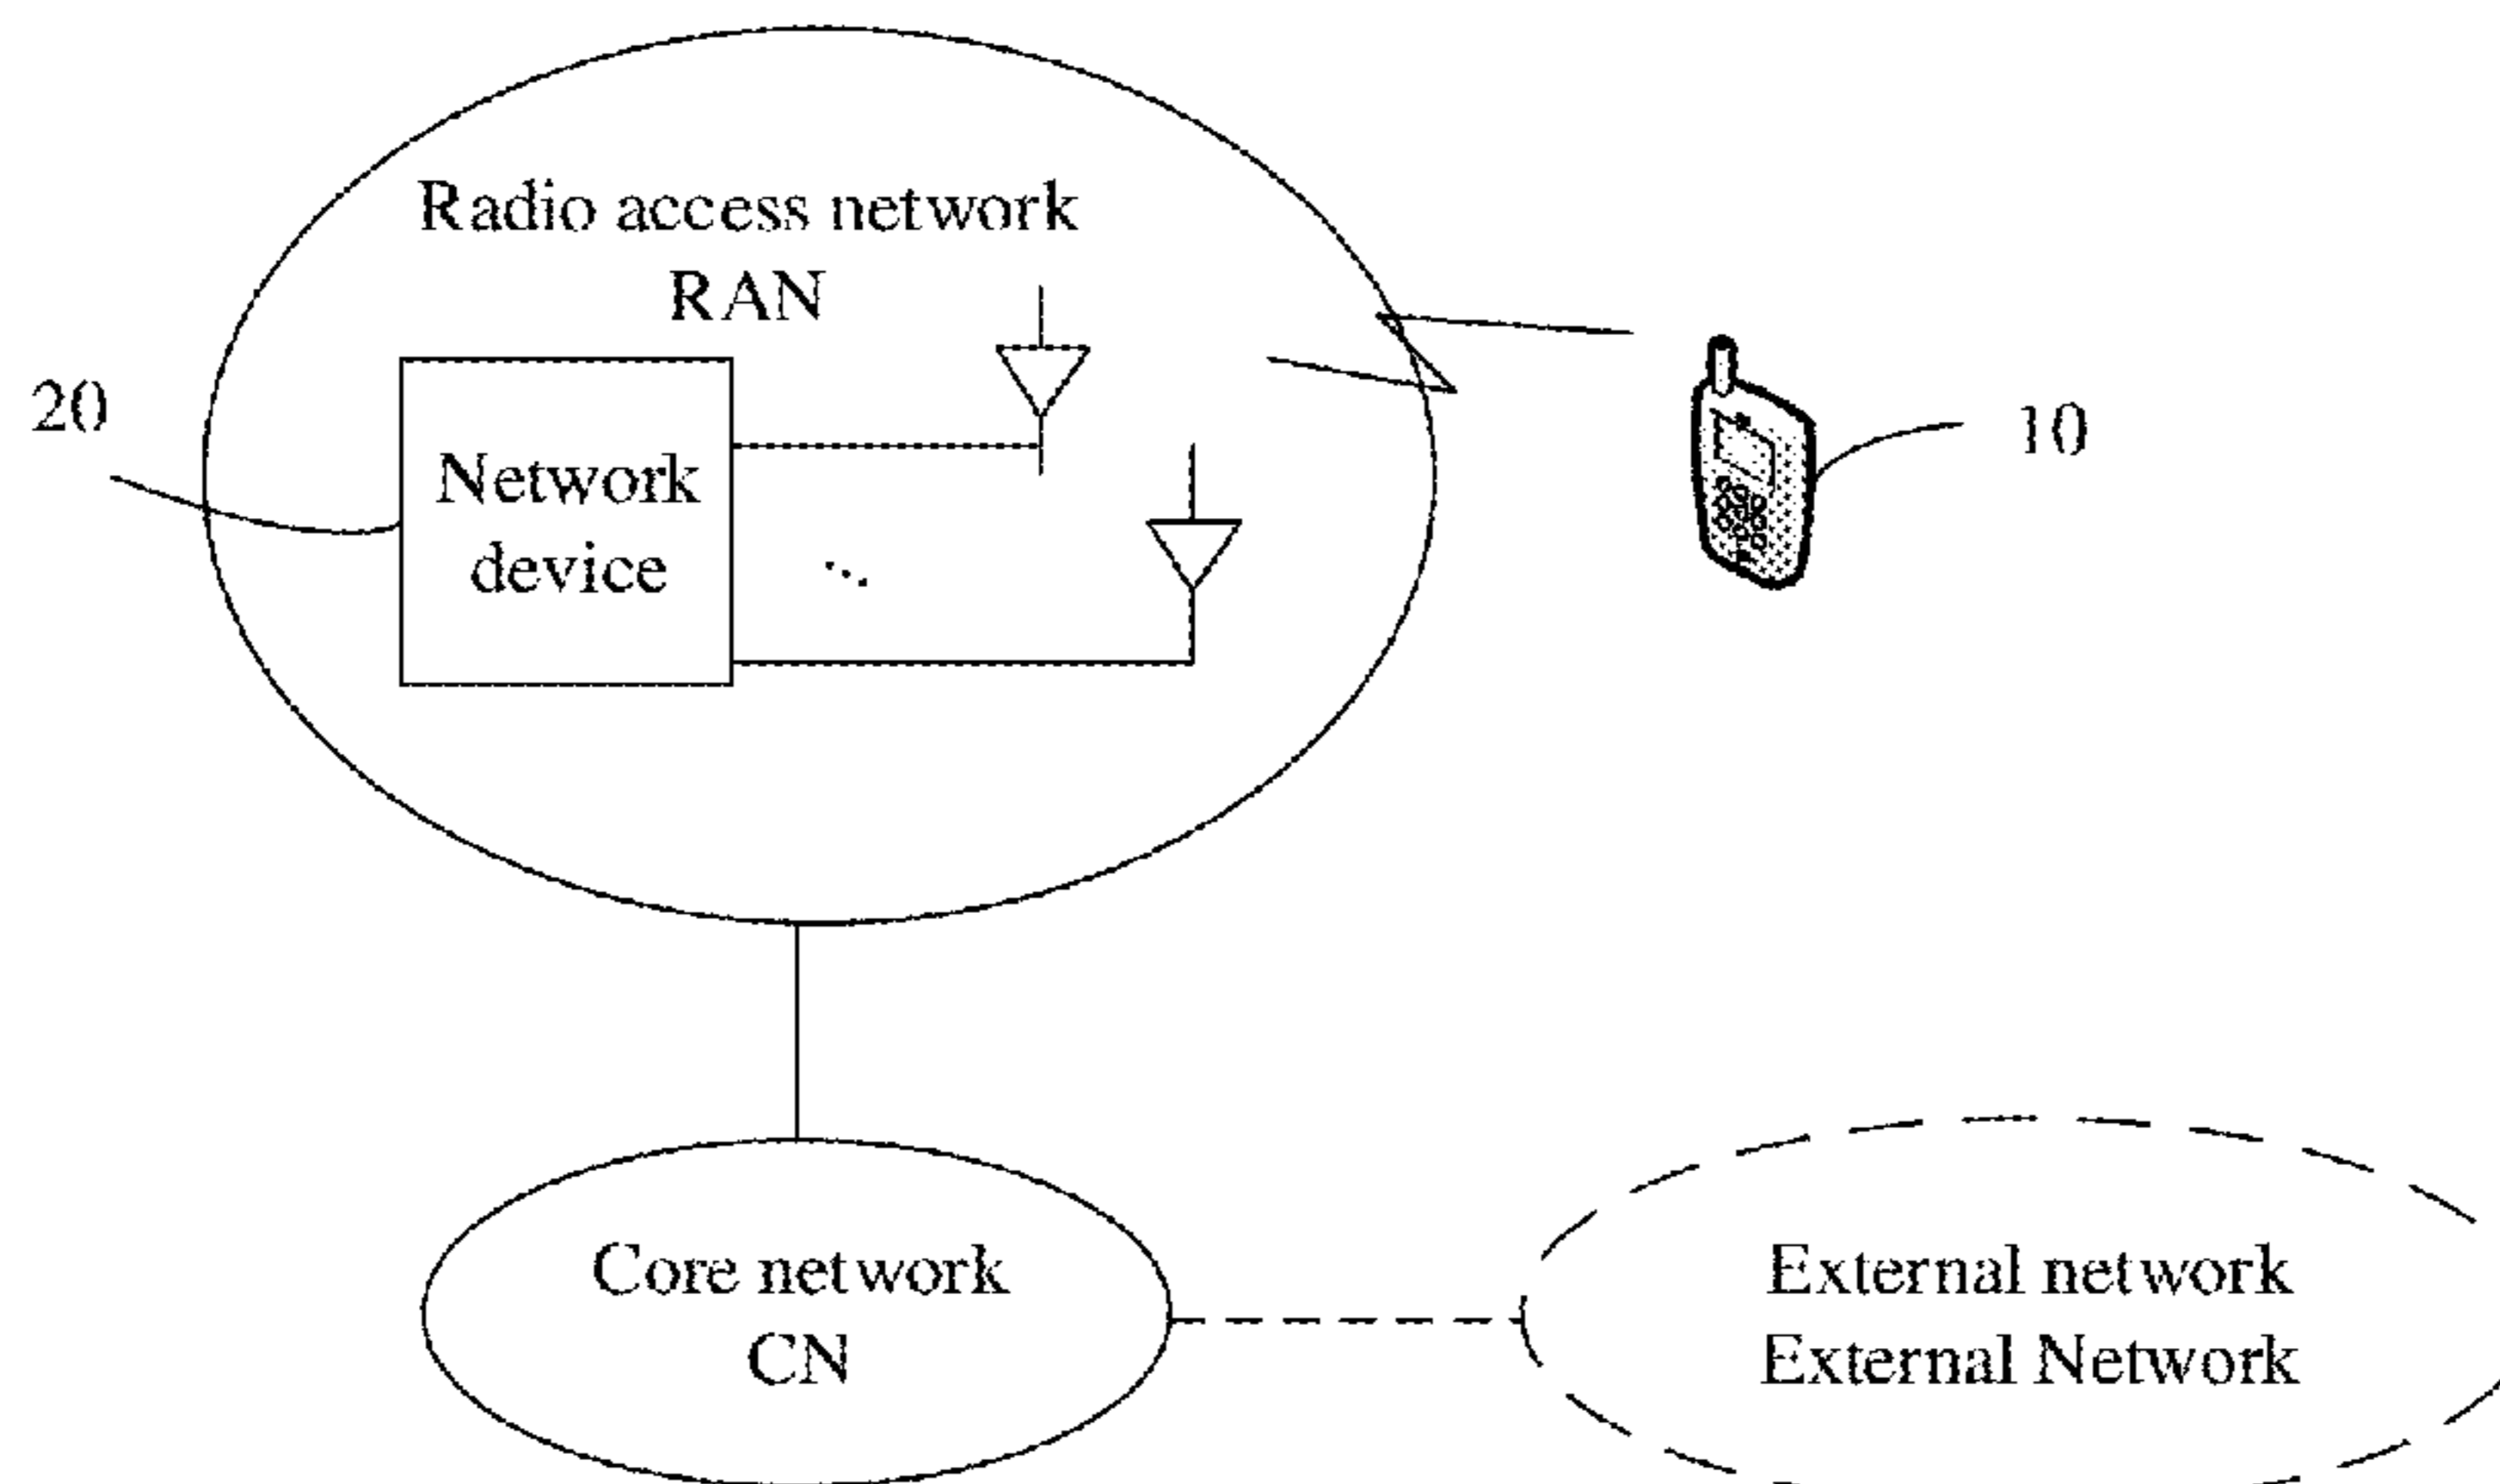 Radio access network
RAN
20
Network
device
10
Core network
CN
External network
External Network